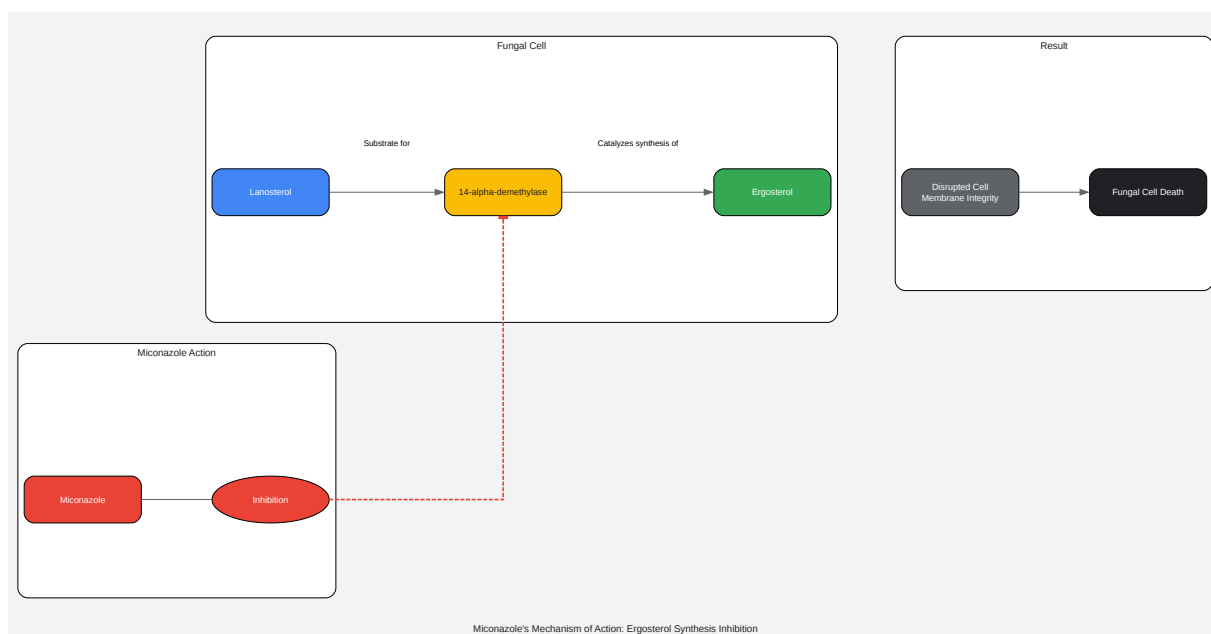 Fungal Cell
Result
Substrate for
Catalyzes synthesis of
Lanosterol
14-alpha-demethylase
Ergosterol
Disrupted Cell
Membrane Integrity
Fungal Cell Death
Miconazole Action
Miconazole
Inhibition
Miconazole's Mechanism of Action: Ergosterol Synthesis Inhibition